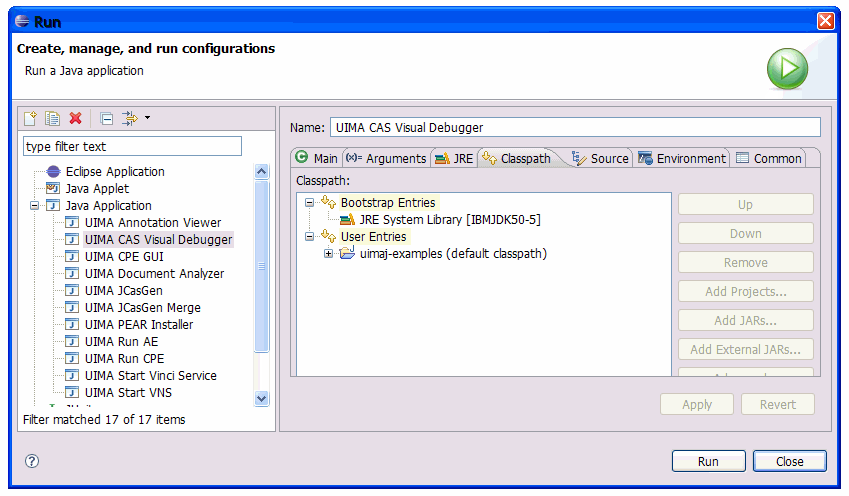 Run
Create, manage, and run configurations
Run a Java application
type filter text
Eclipse Application
Java Applet
Java Application
UIMA Annotation Viewer
UIMA CAS Visual Debugger
UIMA CPE GUI
UIMA Document Analyzer
UIMA JCasGen
UIMA JCasGen Merge
UIMA PEAR Installer
UIMA Run AE
UIMA Run CPE
UIMA Start Vinci Service
UIMA Start VNS
Filter matched 17 of 17 items
Name: UIMA CAS Visual Debugger
Main (x)= Arguments JRE Classpath Source Environment Common
Classpath:
Bootstrap Entries
JRE System Library [IBMJDK50-5]
User Entries
uimaj-examples (default classpath)
Up
Down
Remove
Add Projects...
Add JARs...
Add External JARs...
Apply Revert
Run Close